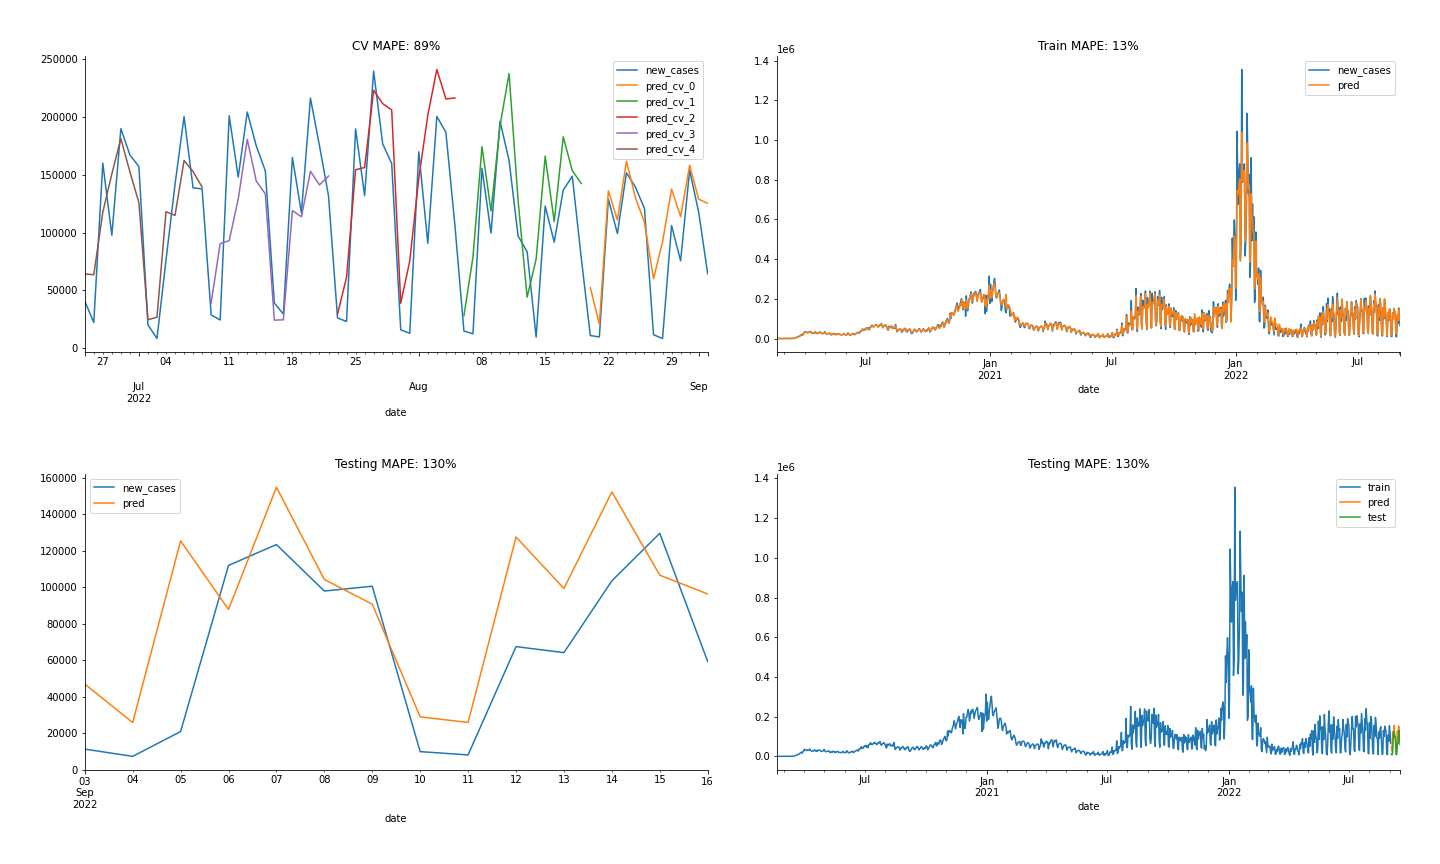 CV MAPE: 89%
250000
200000
150000
100000
50000
0
new_cases
pred_cv_0
pred_cv_1
pred_cv_2
pred_cv_3
pred_cv_4
27 04 11 18 25 08 15 22 29
Jul Aug Sep
2022
date
Train MAPE: 13%
1e6
1.4
1.2
1.0
0.8
0.6
0.4
0.2
0.0
new_cases
pred
Jul Jan Jul Jan Jul
2021 2022
date
Testing MAPE: 130%
160000
140000
120000
100000
80000
60000
40000
20000
0
new_cases
pred
03 04 05 06 07 08 09 10 11 12 13 14 15 16
Sep
2022
date
Testing MAPE: 130%
1e6
1.4
1.2
1.0
0.8
0.6
0.4
0.2
0.0
train
pred
test
Jul Jan Jul Jan Jul
2021 2022
date